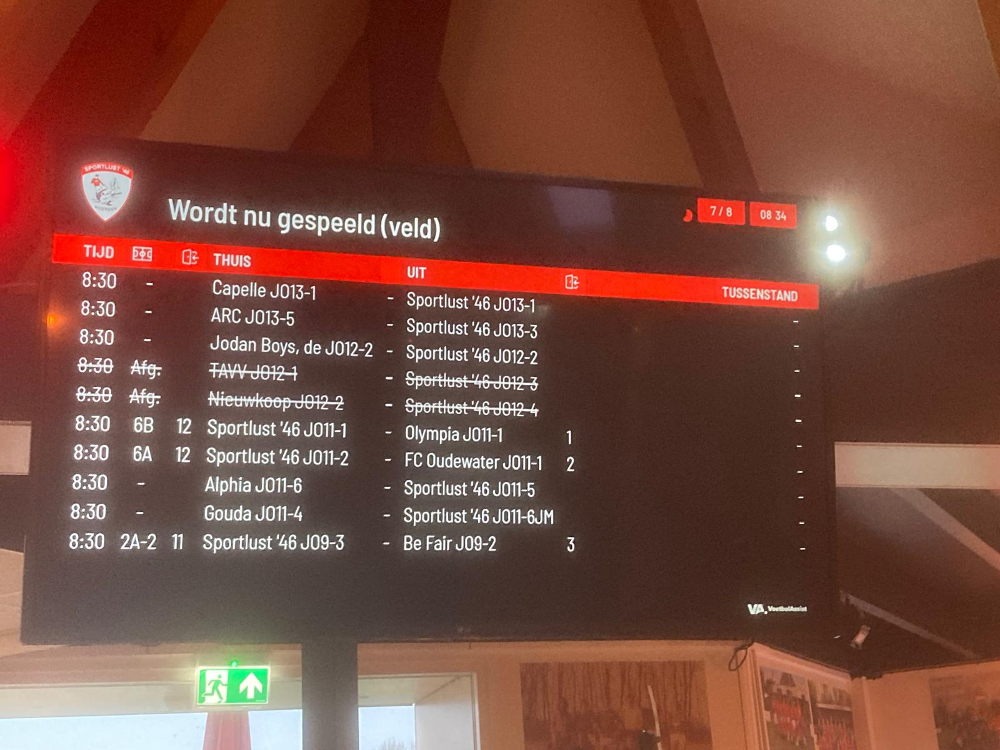 SPORTLUST '46
WOERDEN
Wordt nu gespeeld (veld)
7 / 8
08 34
TIJD THUIS UIT TUSSENSTAND
8:30 - Capelle JO13-1 - Sportlust '46 JO13-1 -
8:30 - ARC JO13-5 - Sportlust '46 JO13-3 -
8:30 - Jodan Boys, de JO12-2 - Sportlust '46 JO12-2 -
8:30 Afg. TAVV JO12-1 - Sportlust '46 JO12-3 -
8:30 Afg. Nieuwkoop JO12-2 - Sportlust '46 JO12-4 -
8:30 6B 12 Sportlust '46 JO11-1 - Olympia JO11-1 1 -
8:30 6A 12 Sportlust '46 JO11-2 - FC Oudewater JO11-1 2 -
8:30 - Alphia JO11-6 - Sportlust '46 JO11-5 -
8:30 - Gouda JO11-4 - Sportlust '46 JO11-6JM -
8:30 2A-2 11 Sportlust '46 JO9-3 - Be Fair JO9-2 3 -
VA. VoetbalAssist